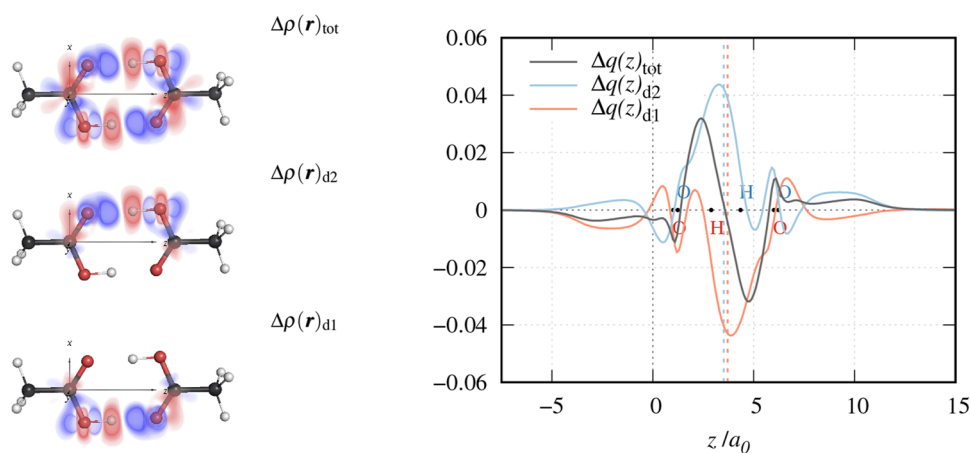 Δρ(r)tot
x
z
Δρ(r)d2
x
z
Δρ(r)d1
x
z
0.06
0.04
0.02
0
−0.02
−0.04
−0.06
Δq(z)tot
Δq(z)d2
Δq(z)d1
O H O
O H O
−5 0 5 10 15
z /a0